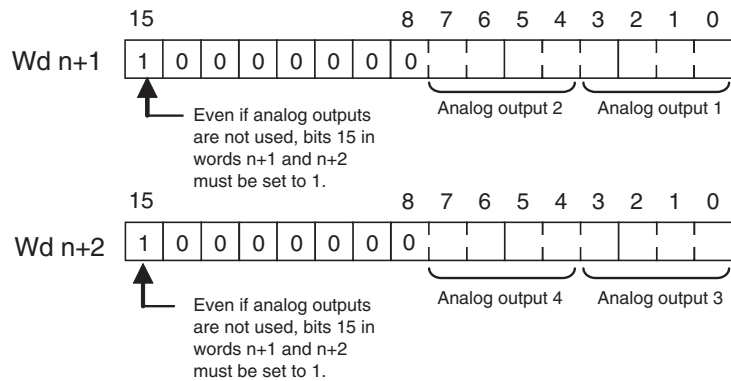 15 8 7 6 5 4 3 2 1 0
Wd n+1 1 0 0 0 0 0 0 0
Analog output 2 Analog output 1
Even if analog outputs
are not used, bits 15 in
words n+1 and n+2
must be set to 1.
15 8 7 6 5 4 3 2 1 0
Wd n+2 1 0 0 0 0 0 0 0
Analog output 4 Analog output 3
Even if analog outputs
are not used, bits 15 in
words n+1 and n+2
must be set to 1.